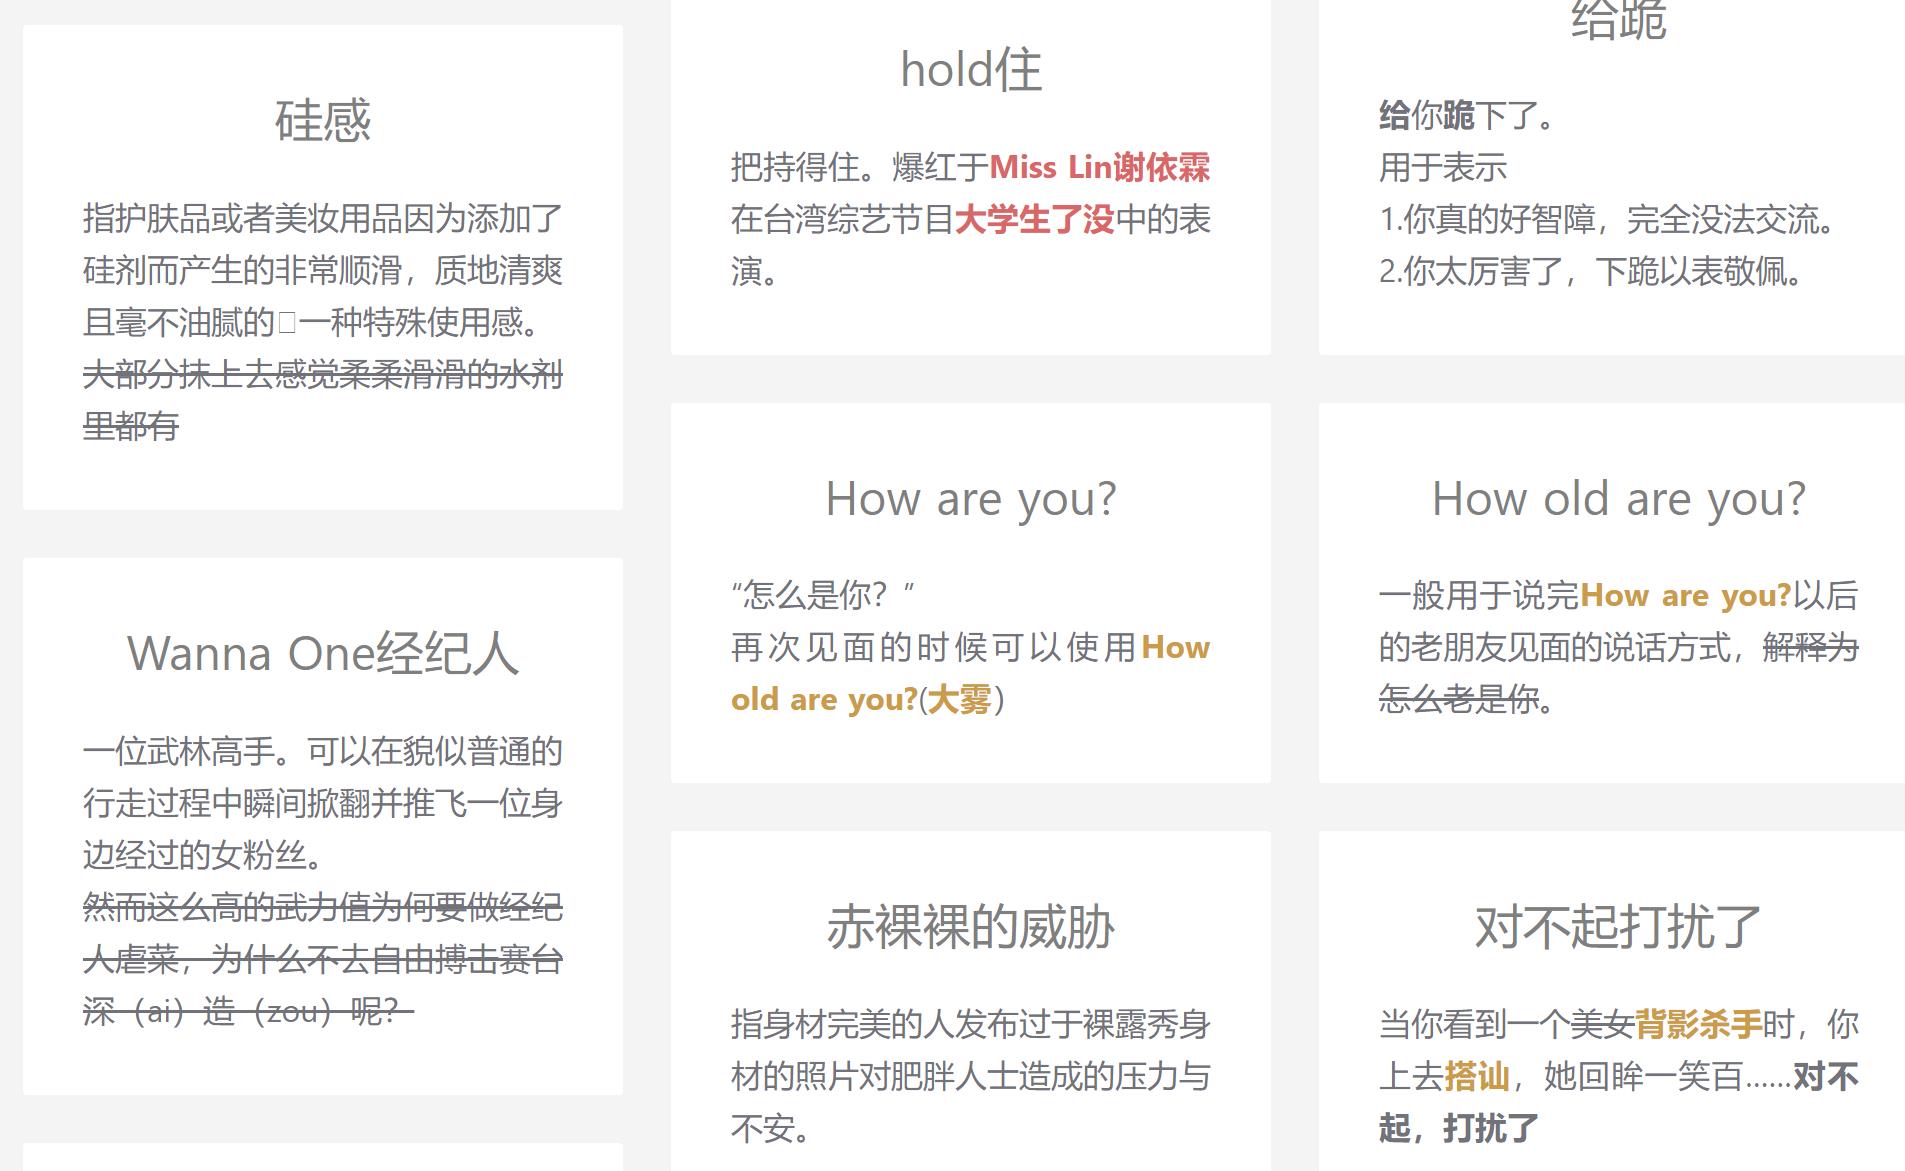 硅感
指护肤品或者美妆用品因为添加了
硅剂而产生的非常顺滑，质地清爽
且毫不油腻的一种特殊使用感。
大部分抹上去感觉柔柔滑滑的水剂
里都有
Wanna One经纪人
一位武林高手。可以在貌似普通的
行走过程中瞬间掀翻并推飞一位身
边经过的女粉丝。
然而这么高的武力值为何要做经纪
人虐菜，为什么不去自由搏击赛台
深（ai）造（zou）呢？
hold住
把持得住。爆红于Miss Lin谢依霖
在台湾综艺节目大学生了没中的表
演。
How are you?
“怎么是你？”
再次见面的时候可以使用How
old are you?(大雾）
赤裸裸的威胁
指身材完美的人发布过于裸露秀身
材的照片对肥胖人士造成的压力与
不安。
给跪
给你跪下了。
用于表示
1.你真的好智障，完全没法交流。
2.你太厉害了，下跪以表敬佩。
How old are you?
一般用于说完How are you?以后
的老朋友见面的说话方式，解释为
怎么老是你。
对不起打扰了
当你看到一个美女背影杀手时，你
上去搭讪，她回眸一笑百……对不
起，打扰了